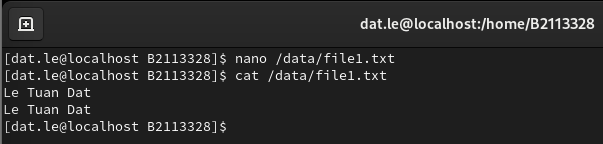 dat.le@localhost:/home/B2113328
[dat.le@localhost B2113328]$ nano /data/file1.txt
[dat.le@localhost B2113328]$ cat /data/file1.txt
Le Tuan Dat
Le Tuan Dat
[dat.le@localhost B2113328]$